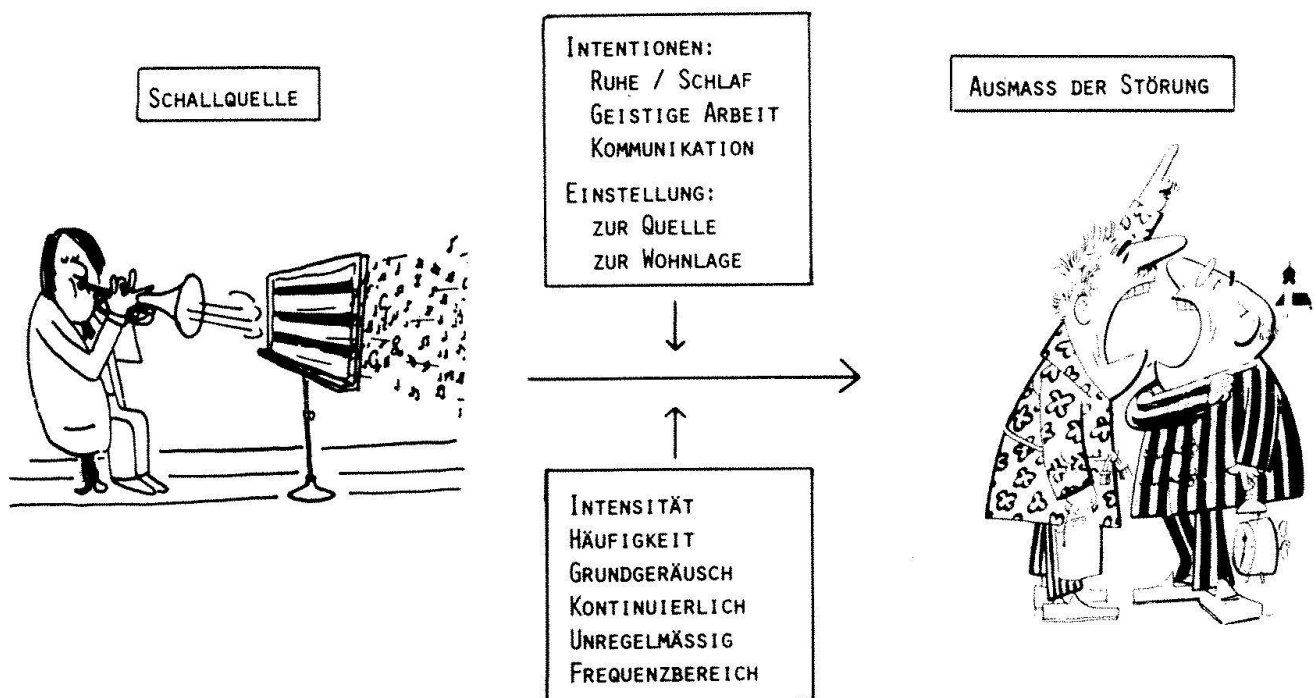 SCHALLQUELLE
INTENTIONEN:
RUHE / SCHLAF
GEISTIGE ARBEIT
KOMMUNIKATION
EINSTELLUNG:
ZUR QUELLE
ZUR WOHNLAGE
AUSMASS DER STÖRUNG
INTENSITÄT
HÄUFIGKEIT
GRUNDGERÄUSCH
KONTINUIERLICH
UNREGELMÄSSIG
FREQUENZBEREICH